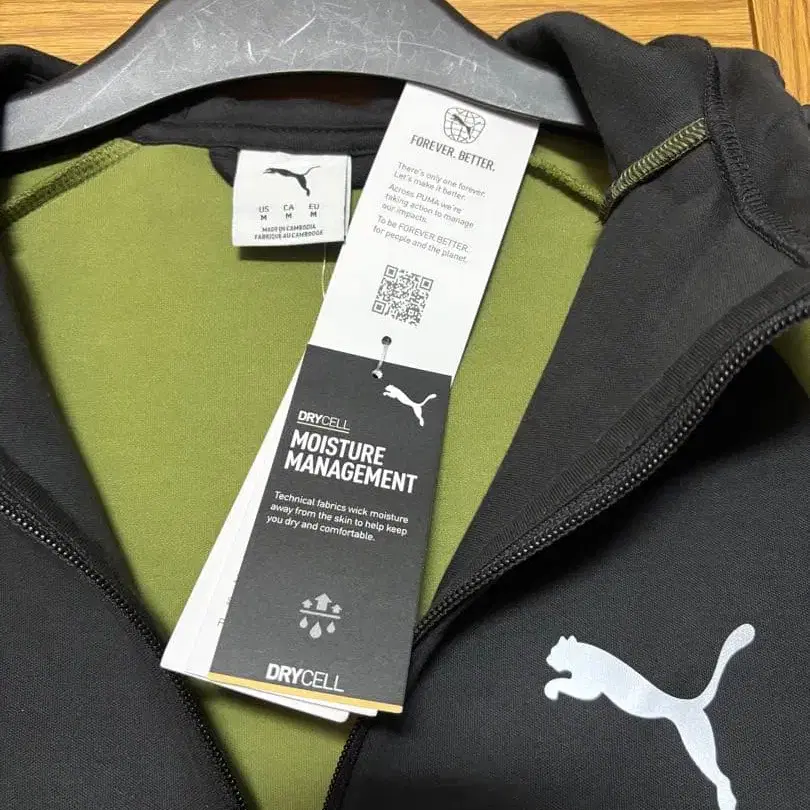 US CA EU
M M M
MADE IN CAMBODIA
FABRIQUE AU CAMBODGE
FOREVER. BETTER.
There's only one forever.
Let's make it better.
Across PUMA we're
taking action to manage
our impacts.
To be FOREVER. BETTER.
for people and the planet.
DRYCELL
MOISTURE
MANAGEMENT
Technical fabrics wick moisture
away from the skin to help keep
you dry and comfortable.
DRYCELL